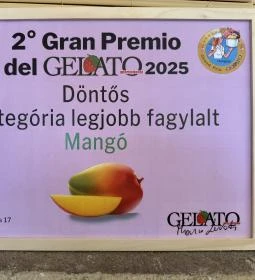 2° Gran Premio
del GELATO 2025
Döntős
tegória legjobb fagylalt
Mangó
17
GELATO